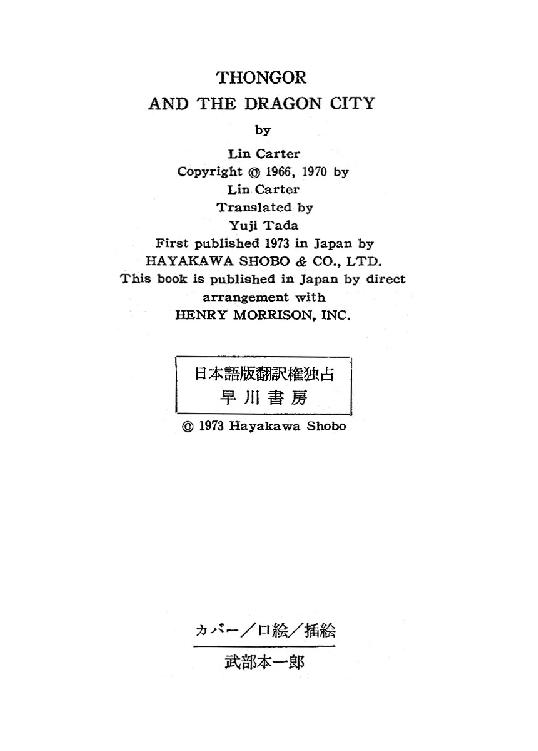 THONGOR
AND THE DRAGON CITY
by
Lin Carter
Copyright © 1966, 1970 by
Lin Carter
Translated by
Yuji Tada
First published 1973 in Japan by
HAYAKAWA SHOBO & CO., LTD.
This book is published in Japan by direct
arrangement with
HENRY MORRISON, INC.
日本語版翻訳権独占
早川書房
© 1973 Hayakawa Shobo
カバー／口絵／挿絵
武部本一郎